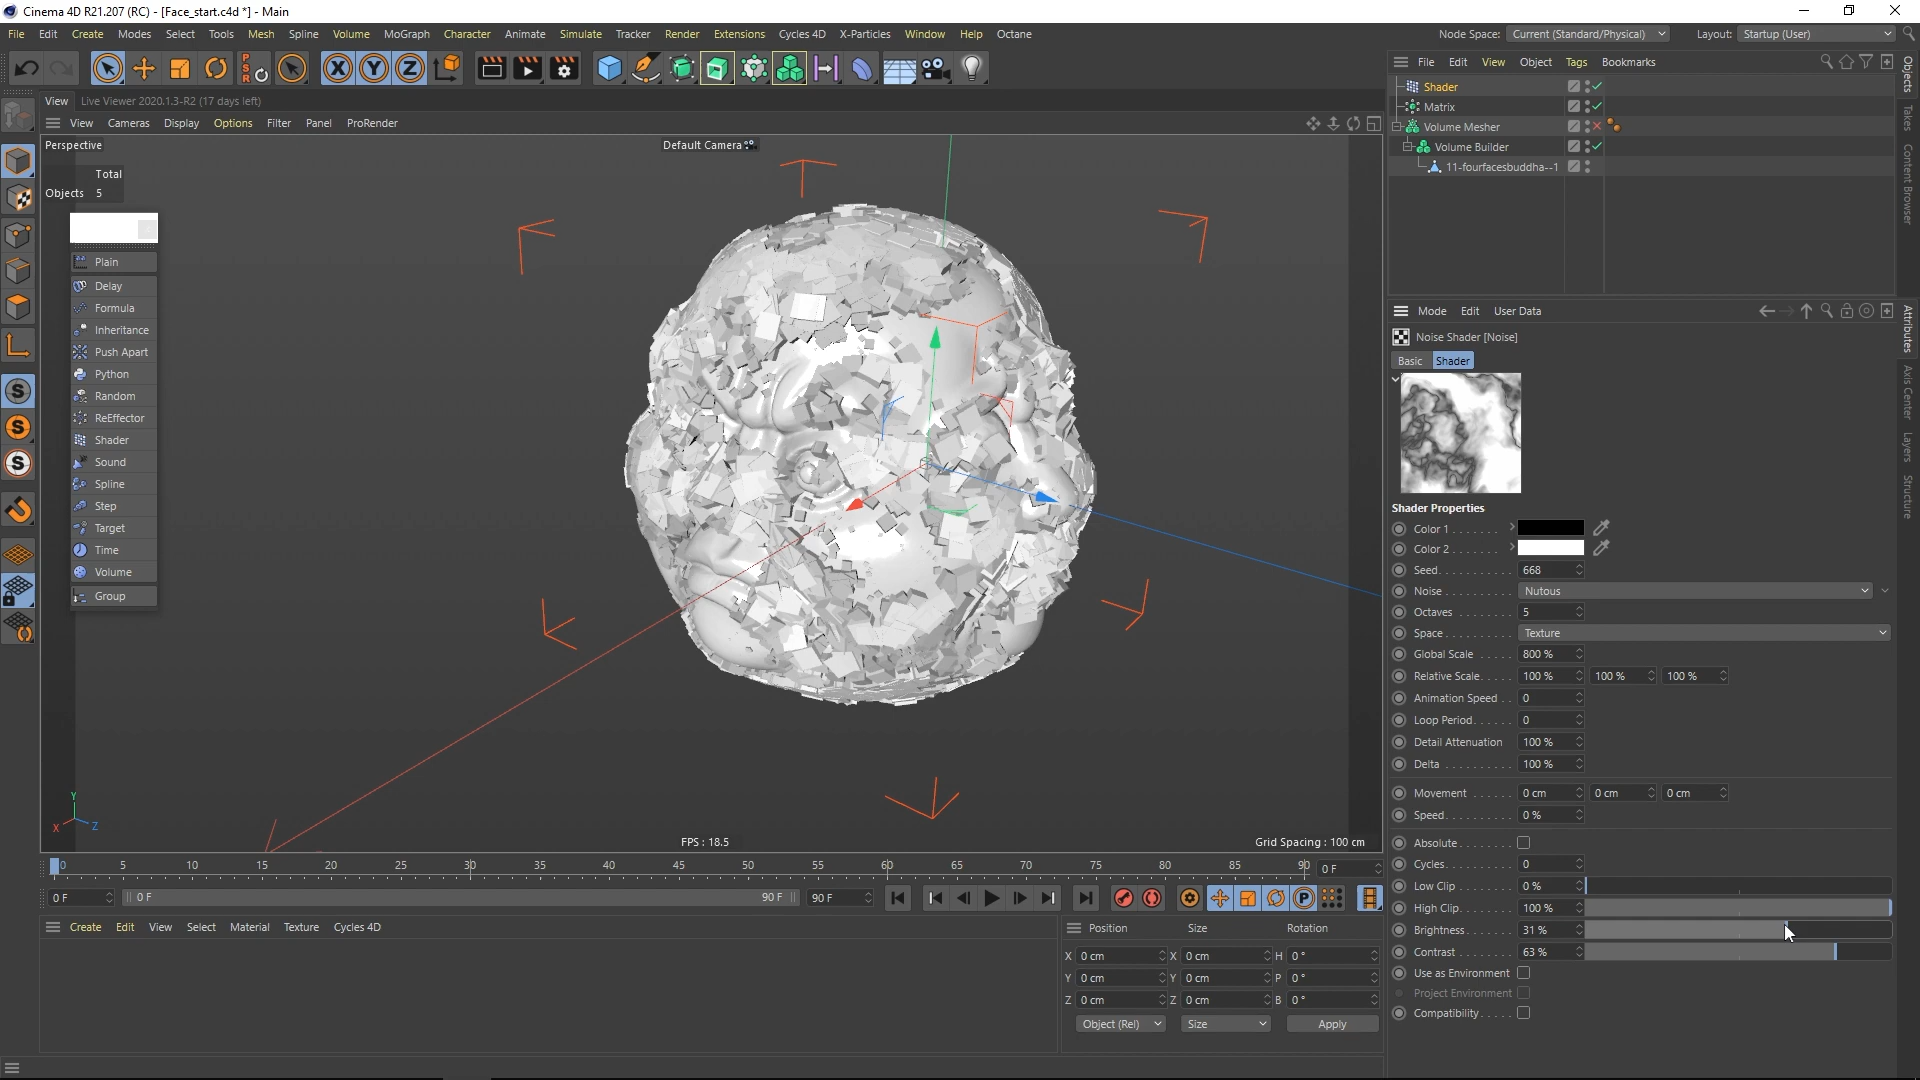 Cinema 4D R21.207 (RC) - [Face_start.c4d *] - Main
File Edit Create Modes Select Tools Mesh Spline Volume MoGraph Character Animate Simulate Tracker Render Extensions Cycles 4D X-Particles Window Help Octane
Node Space: Current (Standard/Physical) Layout: Startup (User)
PSR X Y Z
View Live Viewer 2020.1.3-R2 (17 days left)
View Cameras Display Options Filter Panel ProRender
Perspective
Default Camera
Total
Objects 5
Plain
Delay
Formula
Inheritance
Push Apart
Python
Random
ReEffector
Shader
Sound
Spline
Step
Target
Time
Volume
Group
S
S
S
Y
X Z
FPS : 18.5
Grid Spacing : 100 cm
File Edit View Object Tags Bookmarks
Shader
Matrix
Volume Mesher
Volume Builder
11-fourfacesbuddha--1
Objects
Takes
Content Browser
Mode Edit User Data
Noise Shader [Noise]
Basic Shader
Attributes
Axis Center
Layers
Structure
Shader Properties
Color 1
Color 2
Seed 668
Noise Nutous
Octaves 5
Space Texture
Global Scale 800 %
Relative Scale 100 % 100 % 100 %
Animation Speed 0
Loop Period 0
Detail Attenuation 100 %
Delta 100 %
Movement 0 cm 0 cm 0 cm
Speed 0 %
Absolute
Cycles 0
Low Clip 0 %
High Clip 100 %
Brightness 31 %
Contrast 63 %
Use as Environment
Project Environment
Compatibility
0 5 10 15 20 25 30 35 40 45 50 55 60 65 70 75 80 85 90 0 F
0 F 0 F 90 F 90 F P
Create Edit View Select Material Texture Cycles 4D
Position Size Rotation
X 0 cm X 0 cm H 0 °
Y 0 cm Y 0 cm P 0 °
Z 0 cm Z 0 cm B 0 °
Object (Rel) Size Apply